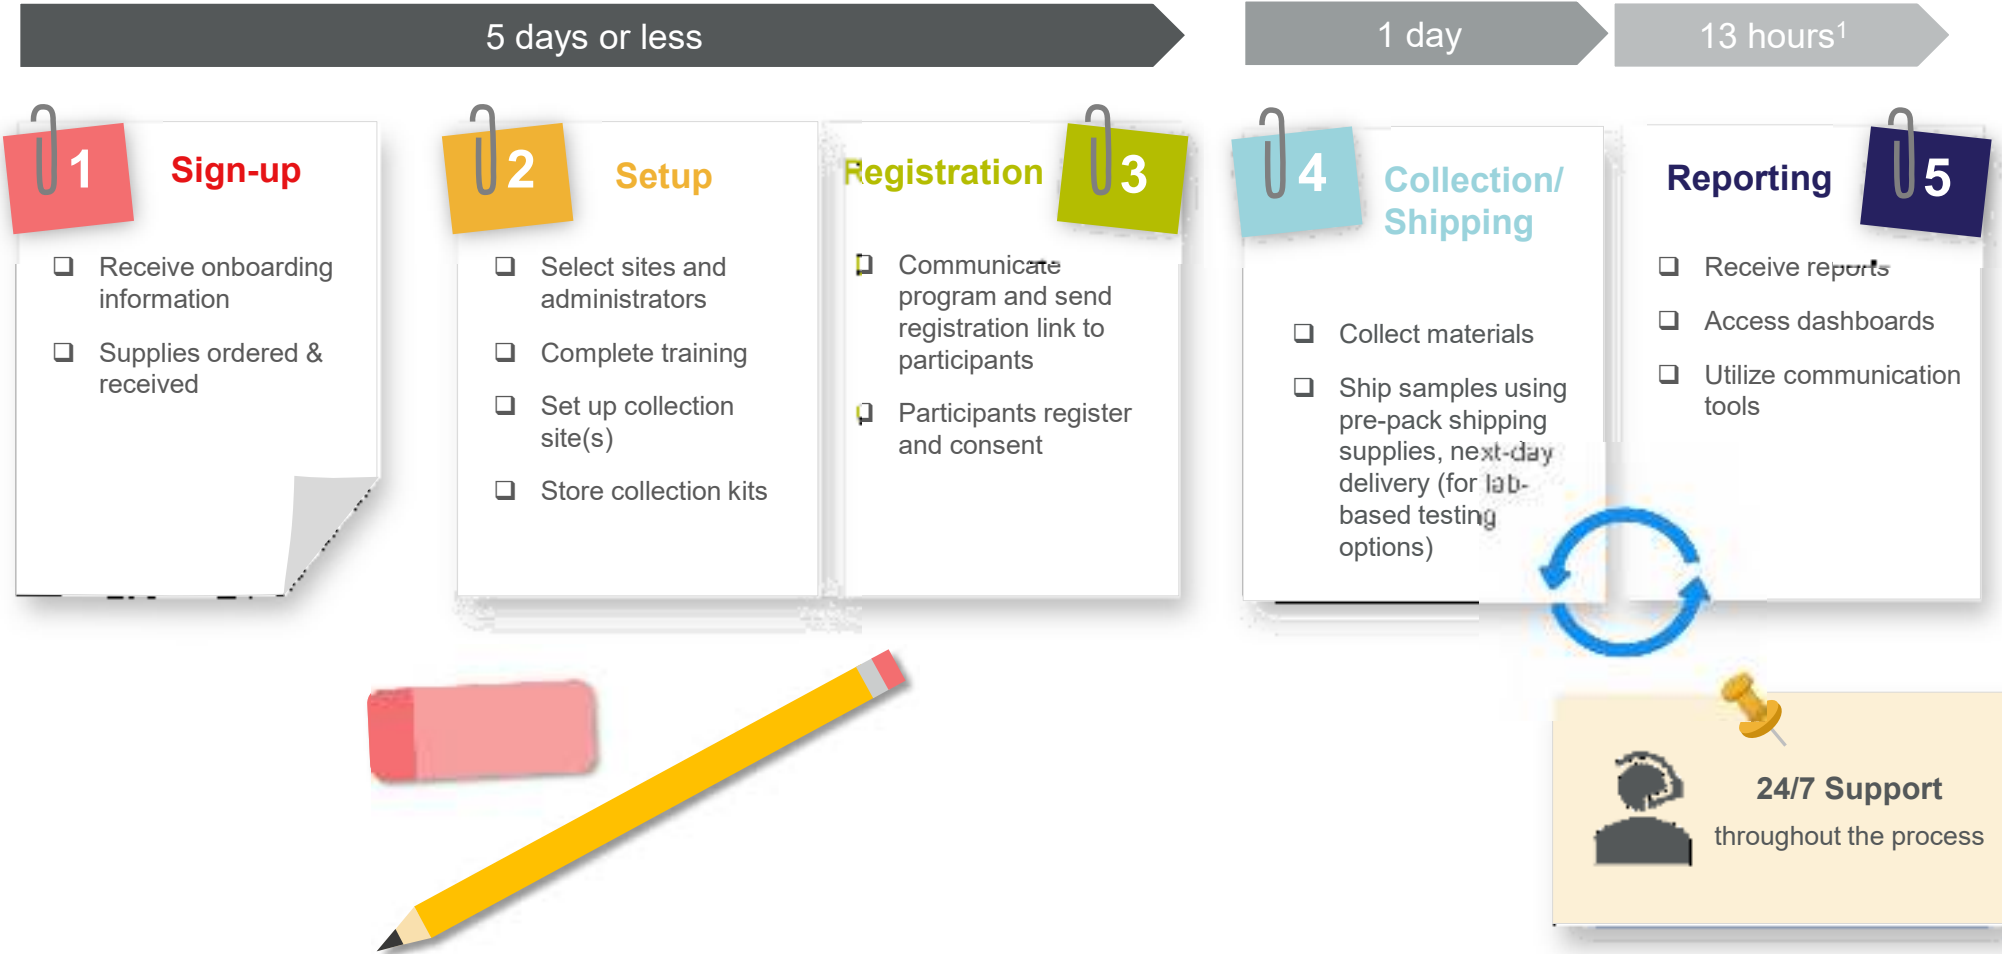 5 days or less
1 day
13 hours¹
1
Sign-up
❑ Receive onboarding
information
❑ Supplies ordered &
received
2
Setup
❑ Select sites and
administrators
❑ Complete training
❑ Set up collection
site(s)
❑ Store collection kits
Registration
3
❑ Communicate
program and send
registration link to
participants
❑ Participants register
and consent
4
Collection/
Shipping
❑ Collect materials
❑ Ship samples using
pre-pack shipping
supplies, next-day
delivery (for lab-
based testing
options)
Reporting
5
❑ Receive reports
❑ Access dashboards
❑ Utilize communication
tools
24/7 Support
throughout the process